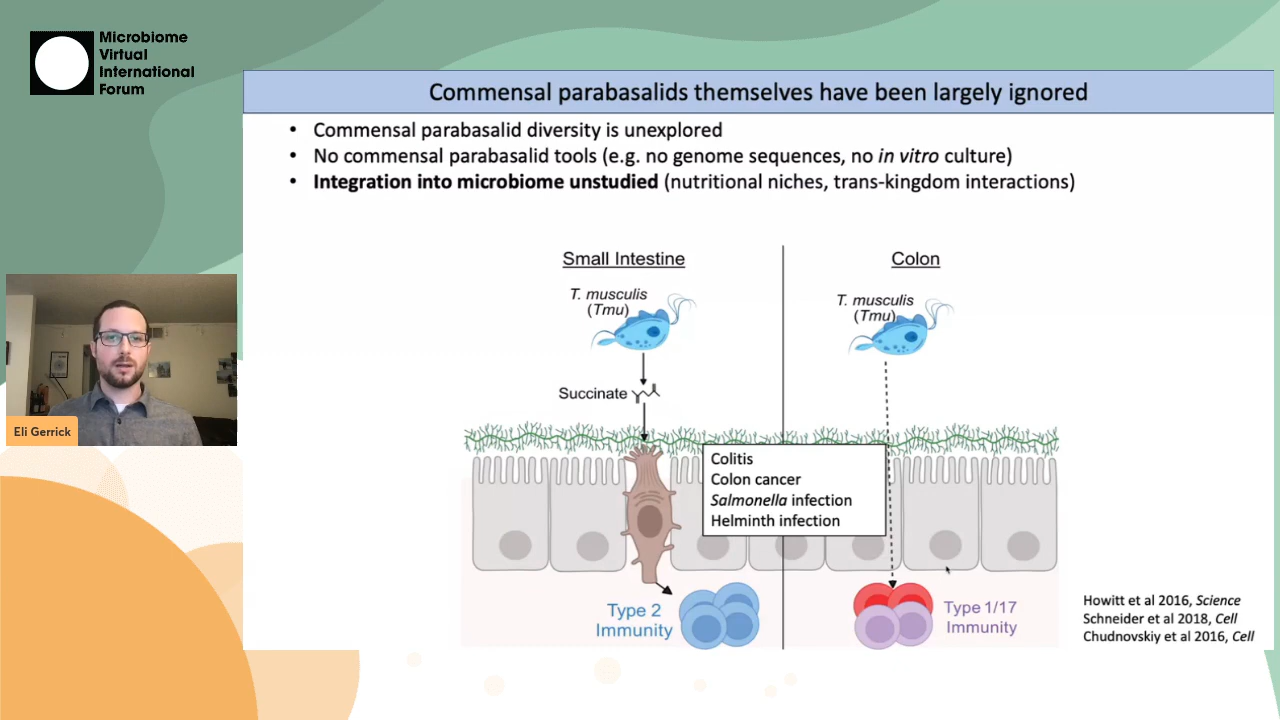 Microbiome
Virtual
International
Forum
Commensal parabasalids themselves have been largely ignored
• Commensal parabasalid diversity is unexplored
• No commensal parabasalid tools (e.g. no genome sequences, no in vitro culture)
• Integration into microbiome unstudied (nutritional niches, trans-kingdom interactions)
Small Intestine
T. musculis
(Tmu)
Succinate
Colon
T. musculis
(Tmu)
Colitis
Colon cancer
Salmonella infection
Helminth infection
Type 2
Immunity
Type 1/17
Immunity
Howitt et al 2016, Science
Schneider et al 2018, Cell
Chudnovskiy et al 2016, Cell
Eli Gerrick